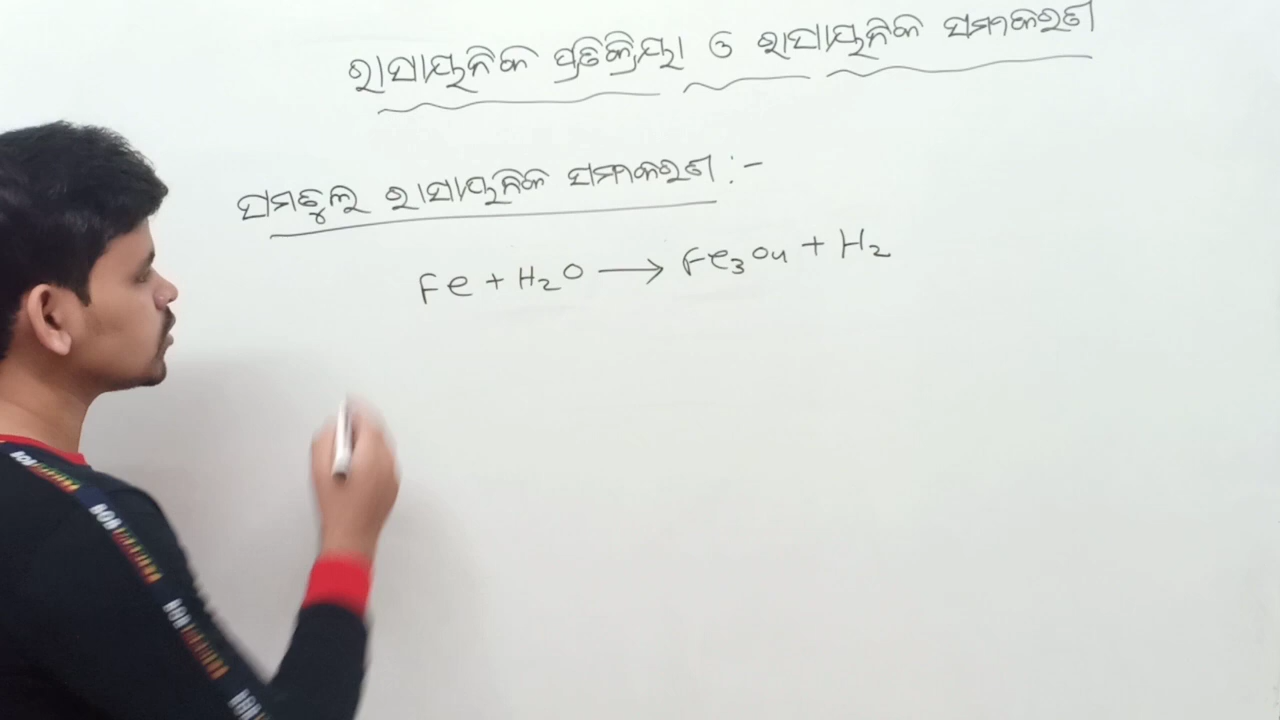 ରାସାୟନିକ ପ୍ରତିକ୍ରିୟା ଓ ରାସାୟନିକ ସମୀକରଣ
ସମତୁଲ ରାସାୟନିକ ସମୀକରଣ :-
Fe + H₂O ⟶ Fe₃O₄ + H₂